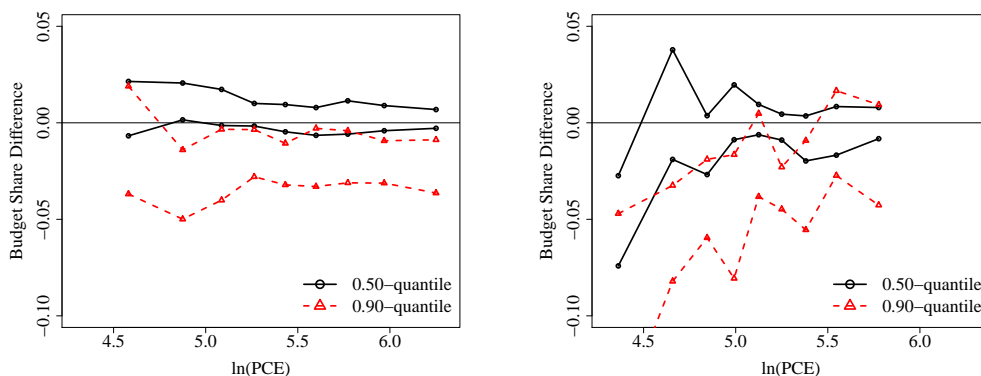 Budget Share Difference
0.05
0.00
−0.05
−0.10
0.50−quantile
0.90−quantile
4.5 5.0 5.5 6.0
ln(PCE)
Budget Share Difference
0.05
0.00
−0.05
−0.10
0.50−quantile
0.90−quantile
4.5 5.0 5.5 6.0
ln(PCE)